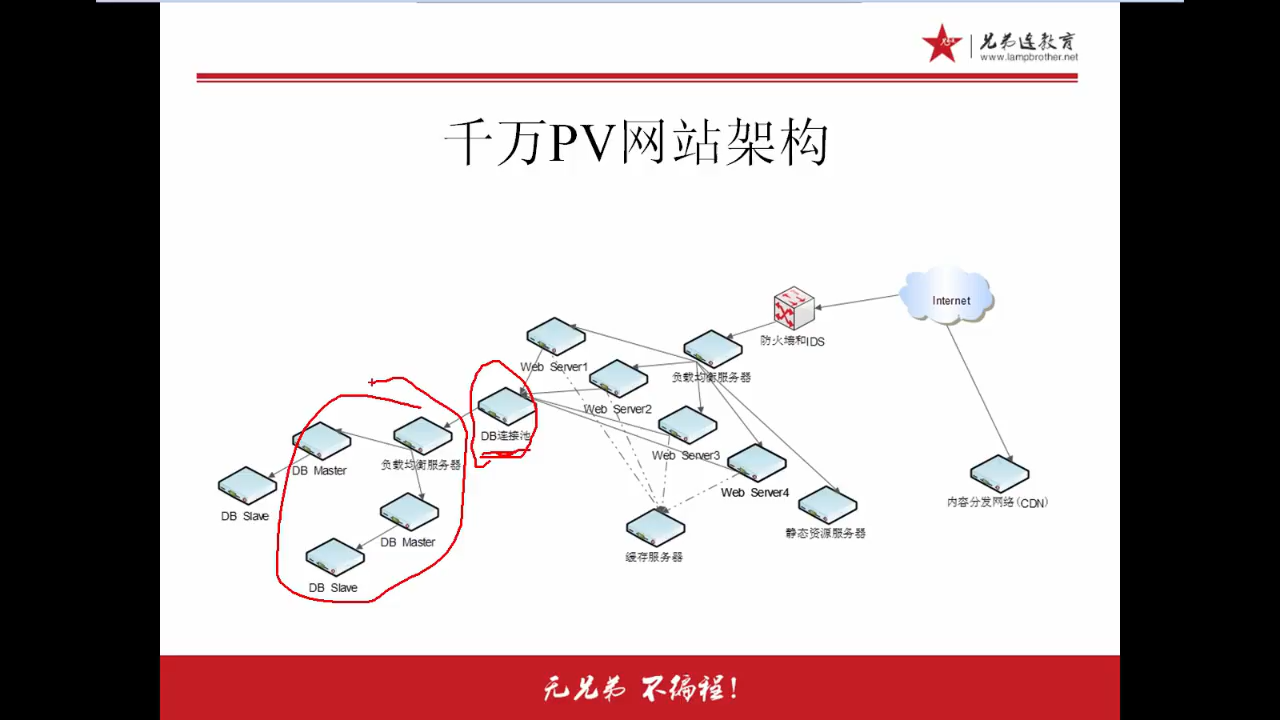 兄弟连教育
www.lampbrother.net
千万PV网站架构
Internet
防火墙和IDS
负载均衡服务器
Web Server1
Web Server2
Web Server3
Web Server4
DB连接池
负载均衡服务器
DB Master
DB Slave
DB Master
DB Slave
缓存服务器
静态资源服务器
内容分发网络(CDN)
无兄弟 不编程!